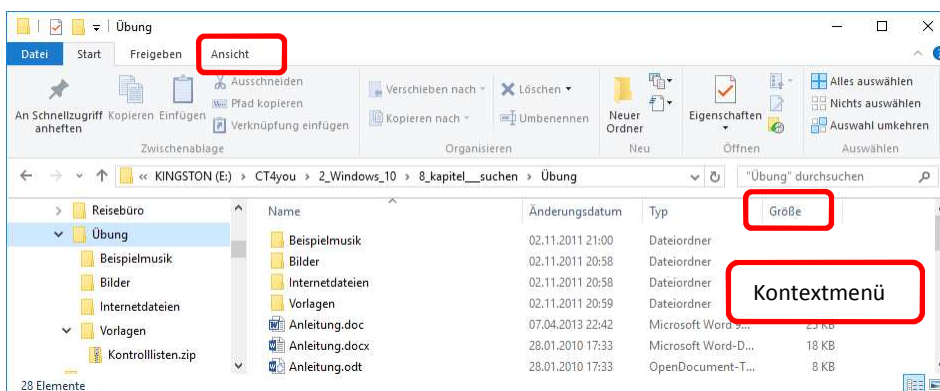 Übung
Datei Start Freigeben Ansicht
An Schnellzugriff anheften
Kopieren
Einfügen
Ausschneiden
Pfad kopieren
Verknüpfung einfügen
Zwischenablage
Verschieben nach
Kopieren nach
Löschen
Umbenennen
Organisieren
Neuer
Ordner
Neu
Eigenschaften
Öffnen
Alles auswählen
Nichts auswählen
Auswahl umkehren
Auswählen
« KINGSTON (E:) > CT4you > 2_Windows_10 > 8_kapitel__suchen > Übung
"Übung" durchsuchen
Reisebüro
Übung
Beispielmusik
Bilder
Internetdateien
Vorlagen
Kontrolllisten.zip
Name Änderungsdatum Typ Größe
Beispielmusik 02.11.2011 21:00 Dateiordner
Bilder 02.11.2011 20:58 Dateiordner
Internetdateien 02.11.2011 20:58 Dateiordner
Vorlagen 02.11.2011 20:59 Dateiordner
Anleitung.doc 07.04.2013 22:42 Microsoft Word
Anleitung.docx 28.01.2010 17:33 Microsoft Word-D... 18 KB
Anleitung.odt 28.01.2010 17:33 OpenDocument-T... 8 KB
Kontextmenü
28 Elemente